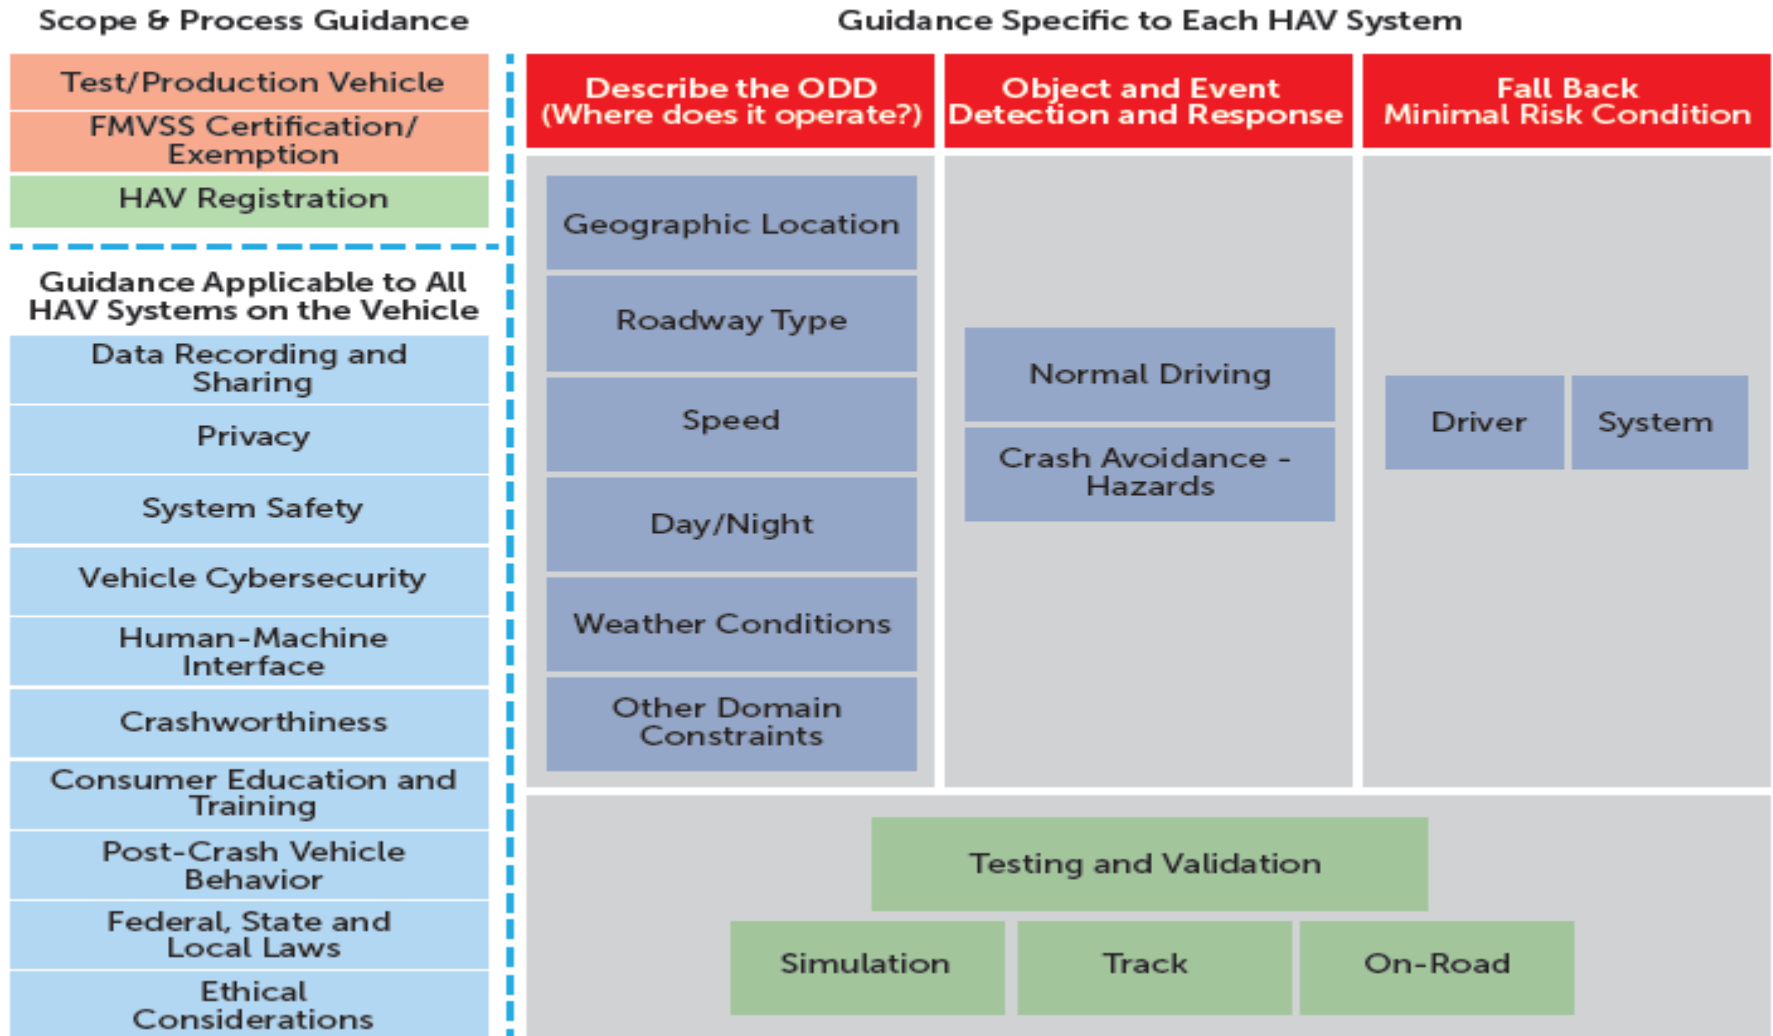 Scope & Process Guidance
Test/Production Vehicle
FMVSS Certification/
Exemption
HAV Registration
Guidance Applicable to All
HAV Systems on the Vehicle
Data Recording and
Sharing
Privacy
System Safety
Vehicle Cybersecurity
Human-Machine
Interface
Crashworthiness
Consumer Education and
Training
Post-Crash Vehicle
Behavior
Federal, State and
Local Laws
Ethical
Considerations
Guidance Specific to Each HAV System
Describe the ODD
(Where does it operate?)
Geographic Location
Roadway Type
Speed
Day/Night
Weather Conditions
Other Domain
Constraints
Object and Event
Detection and Response
Normal Driving
Crash Avoidance -
Hazards
Fall Back
Minimal Risk Condition
Driver
System
Testing and Validation
Simulation
Track
On-Road